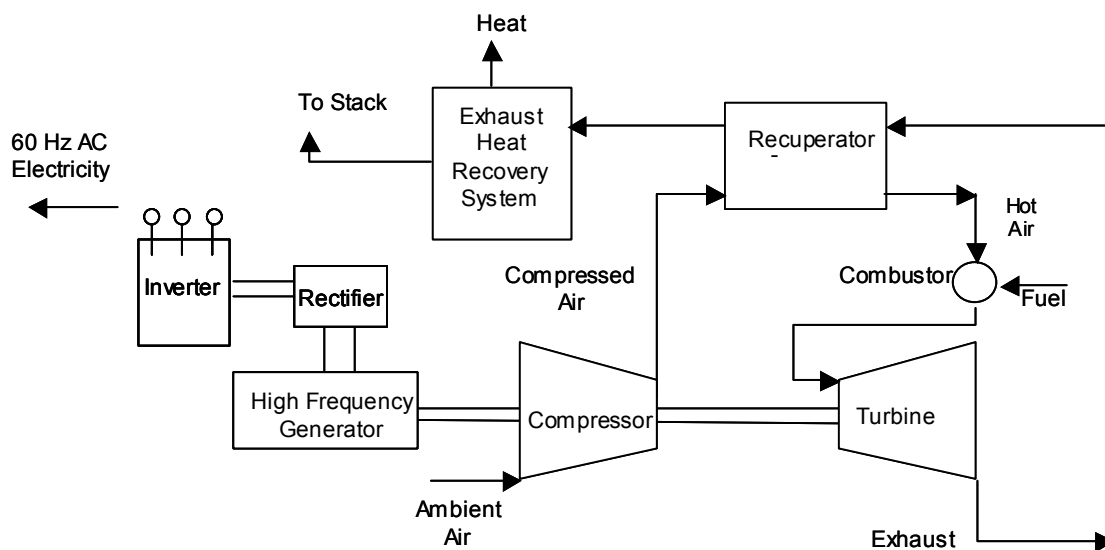 Heat
To Stack
Exhaust
Heat
Recovery
System
Recuperator
60 Hz AC
Electricity
Hot
Air
Compressed
Air
Combustor
Fuel
Inverter
Rectifier
High Frequency
Generator
Compressor
Turbine
Ambient
Air
Exhaust